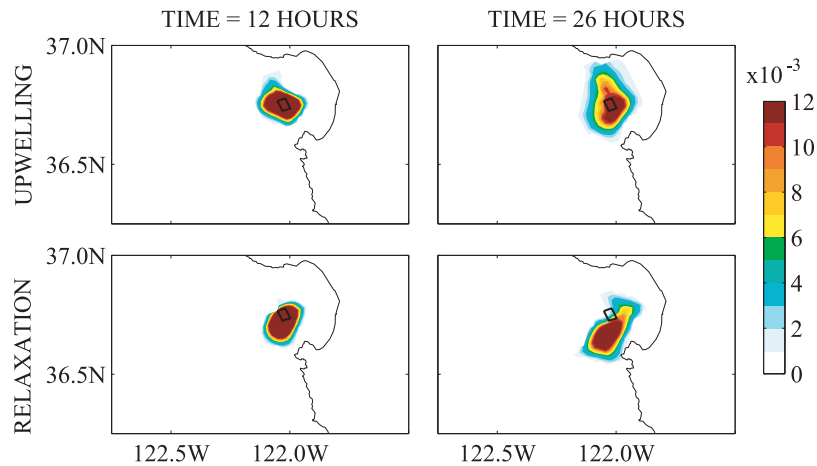 TIME = 12 HOURS
TIME = 26 HOURS
UPWELLING
37.0N
36.5N
x10-3
12
10
8
6
4
2
0
RELAXATION
37.0N
36.5N
122.5W
122.0W
122.5W
122.0W